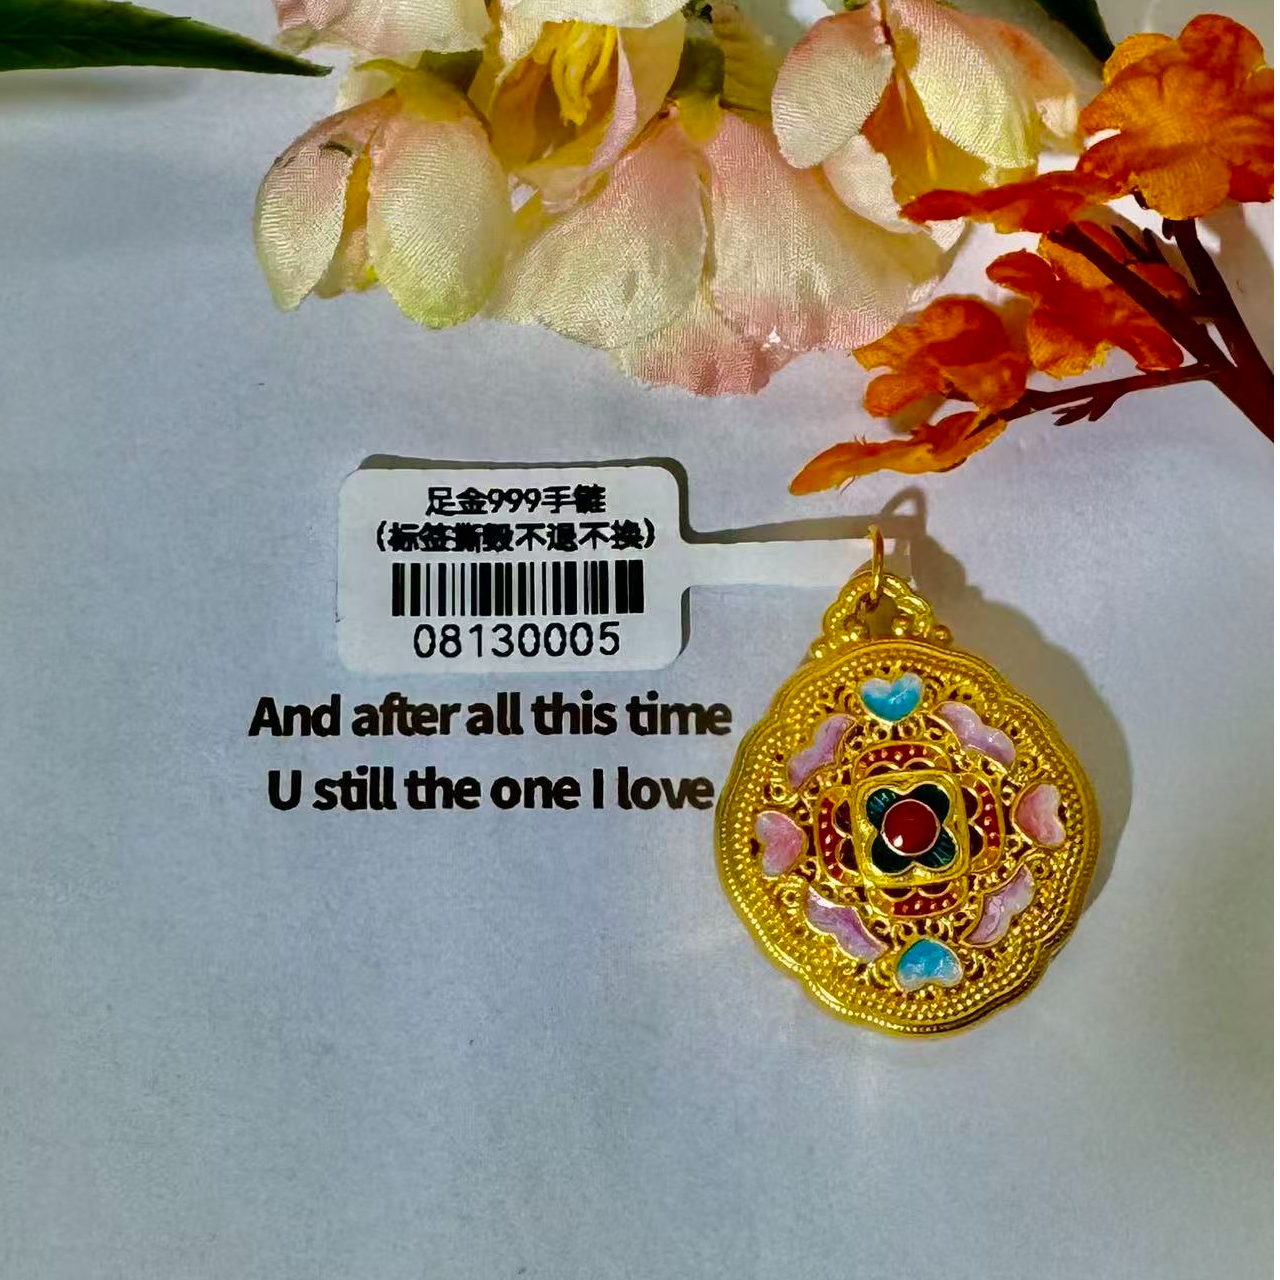 足金999手链
(标签撕毁不退不换)
08130005
And after all this time
U still the one I love